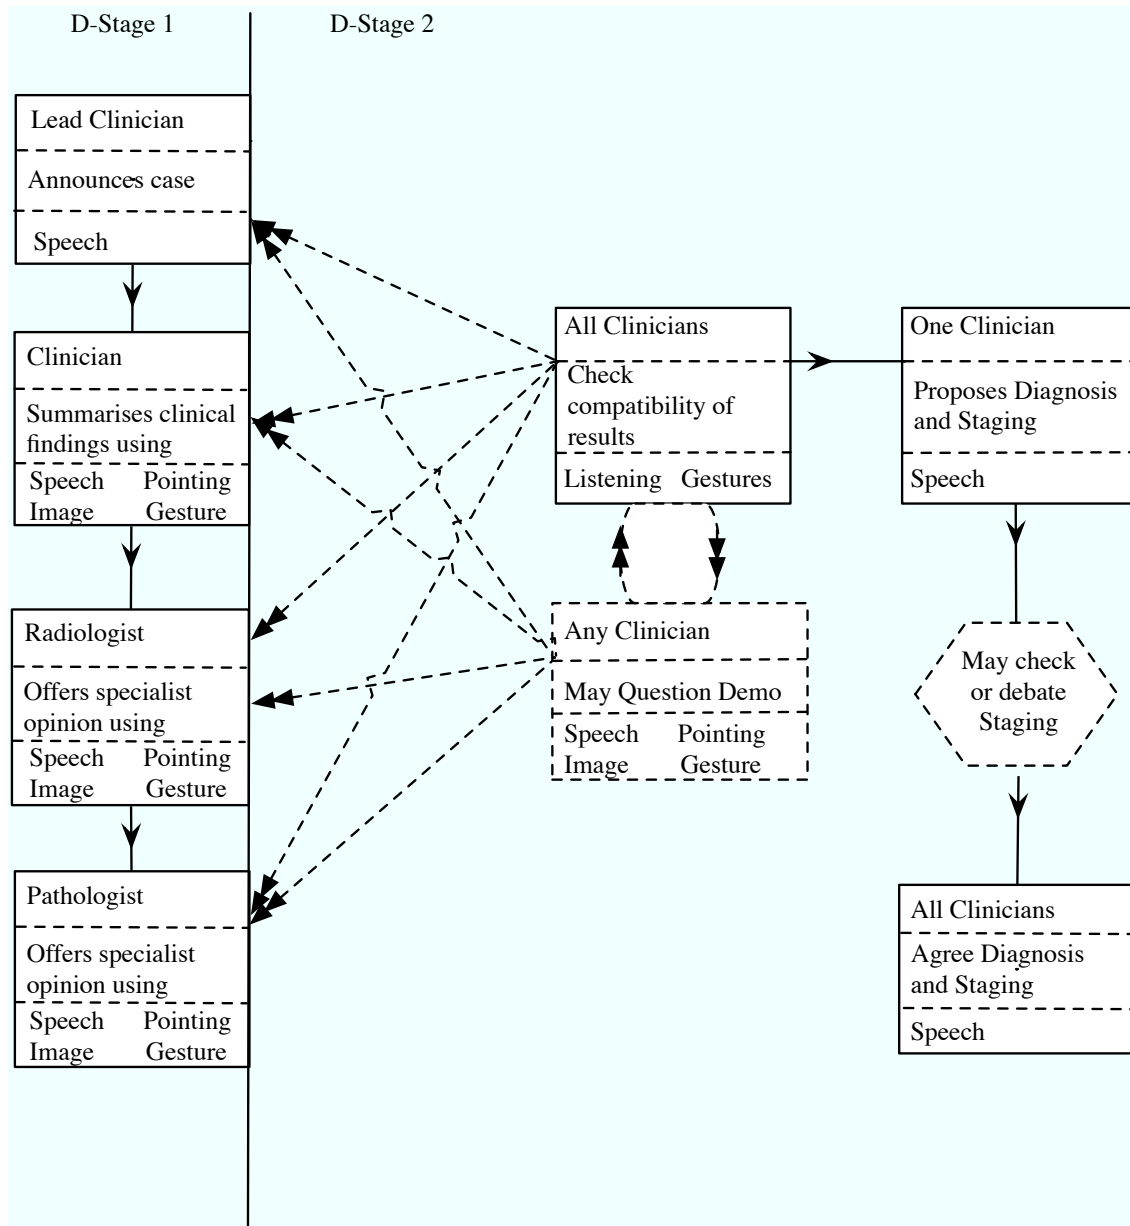 D-Stage 1
D-Stage 2
Lead Clinician
Announces case
Speech
Clinician
Summarises clinical
findings using
Speech Pointing
Image Gesture
Radiologist
Offers specialist
opinion using
Speech Pointing
Image Gesture
Pathologist
Offers specialist
opinion using
Speech Pointing
Image Gesture
All Clinicians
Check
compatibility of
results
Listening Gestures
Any Clinician
May Question Demo
Speech Pointing
Image Gesture
One Clinician
Proposes Diagnosis
and Staging
Speech
May check
or debate
Staging
All Clinicians
Agree Diagnosis
and Staging
Speech